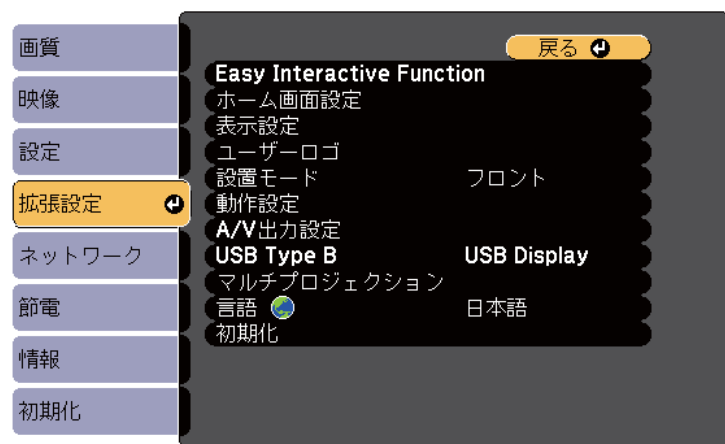 画質
映像
設定
拡張設定
ネットワーク
節電
情報
初期化
戻る
Easy Interactive Function
ホーム画面設定
表示設定
ユーザーロゴ
設置モード フロント
動作設定
A/V出力設定
USB Type B USB Display
マルチプロジェクション
言語 日本語
初期化